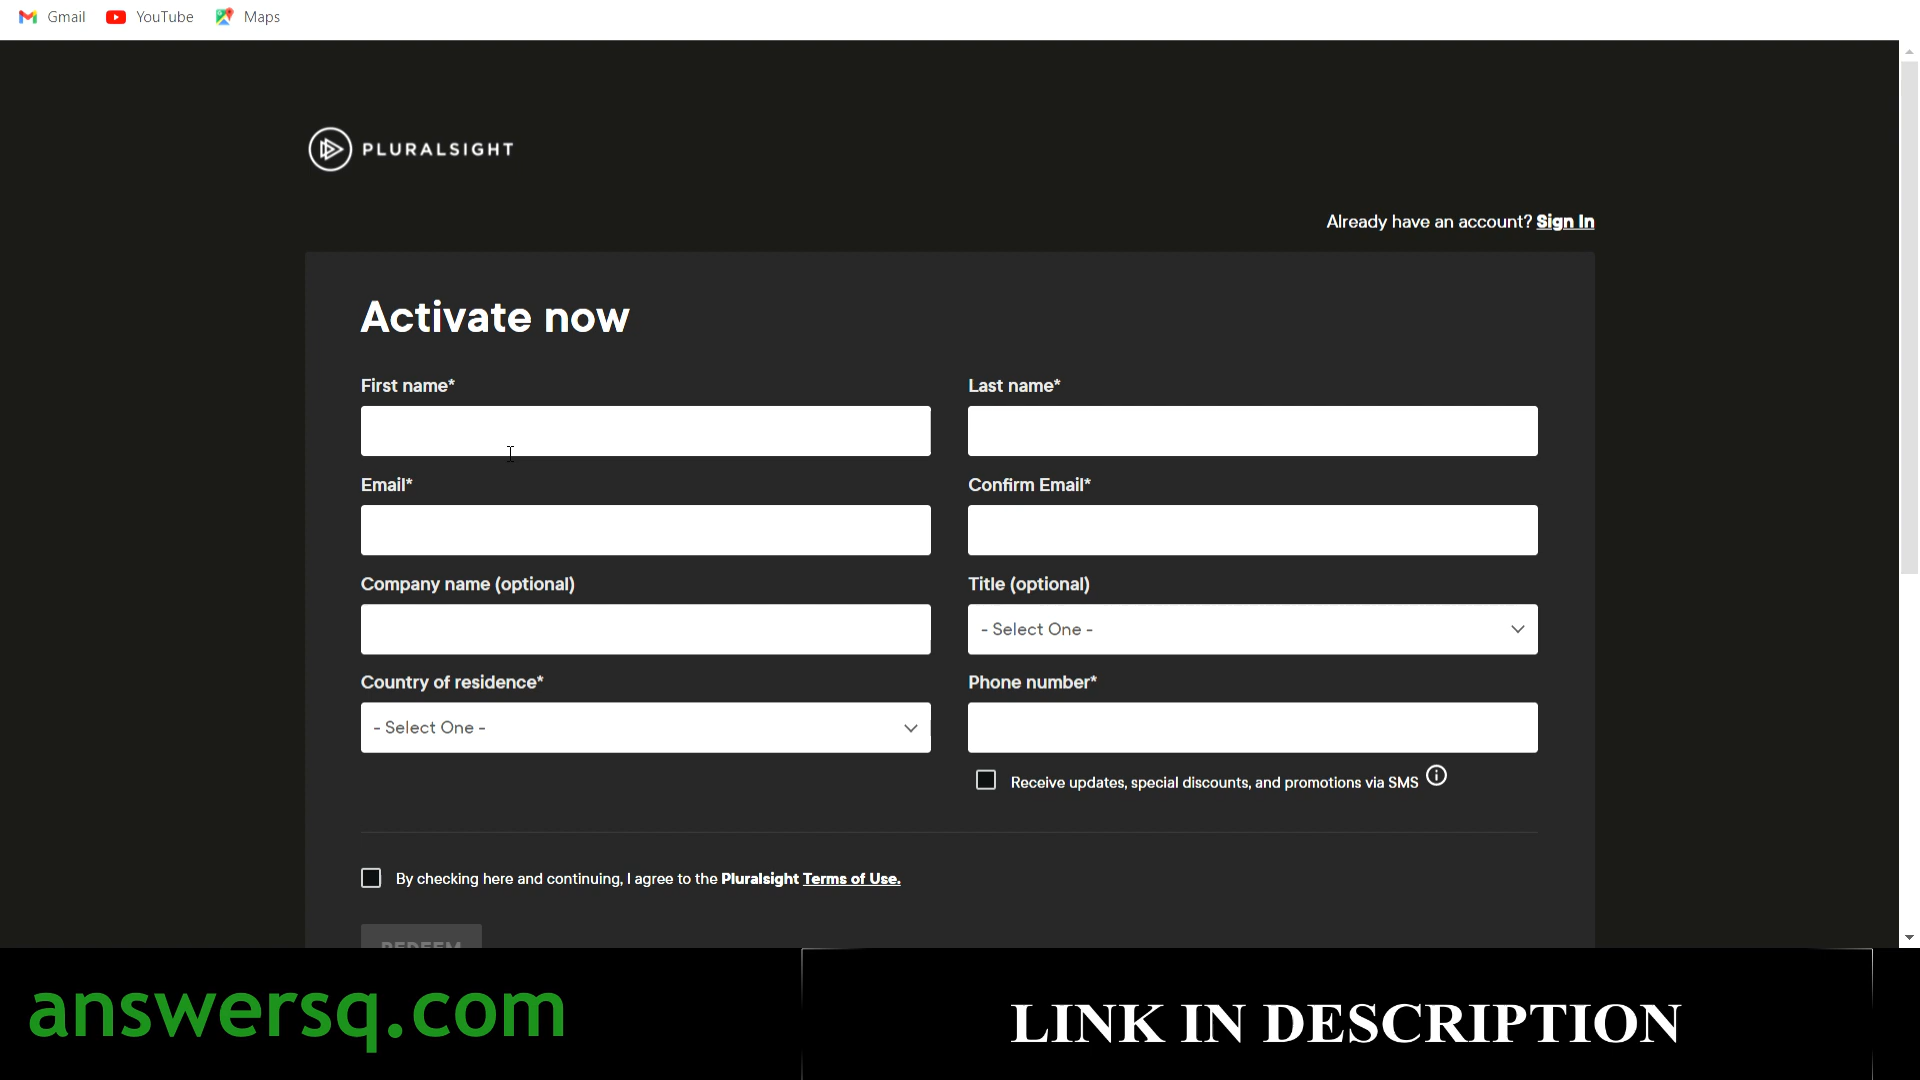 Gmail YouTube Maps
PLURALSIGHT
Already have an account? Sign In
Activate now
First name* Last name*
Email* Confirm Email*
Company name (optional) Title (optional)
- Select One -
Country of residence* Phone number*
- Select One -
Receive updates, special discounts, and promotions via SMS
By checking here and continuing, I agree to the Pluralsight Terms of Use.
REDEEM
answersq.com LINK IN DESCRIPTION